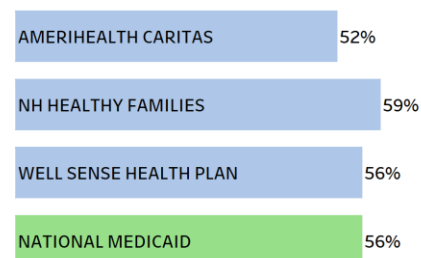 AMERIHEALTH CARITAS 52%
NH HEALTHY FAMILIES 59%
WELL SENSE HEALTH PLAN 56%
NATIONAL MEDICAID 56%